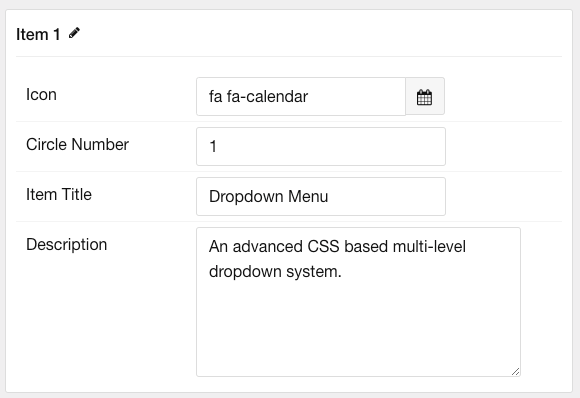 Item 1
Icon
fa fa-calendar
Circle Number
1
Item Title
Dropdown Menu
Description
An advanced CSS based multi-level
dropdown system.